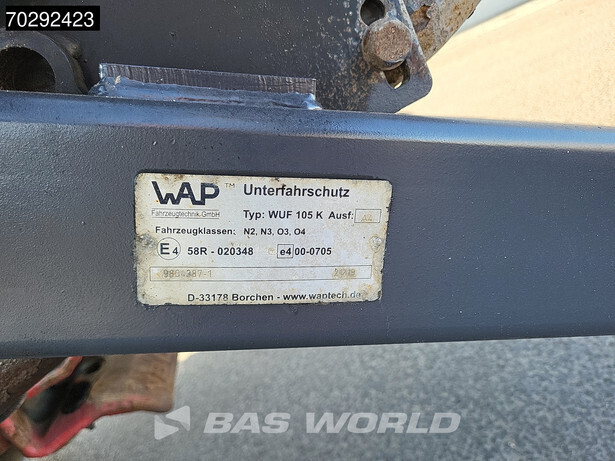 70292423
WAP™ Unterfahrschutz
Fahrzeugtechnik-GmbH Typ: WUF 105 K Ausf:
Fahrzeugklassen: N2, N3, O3, O4
E4 58R - 020348 e4 00-0705
D-33178 Borchen - www.waptech.de
BAS WORLD